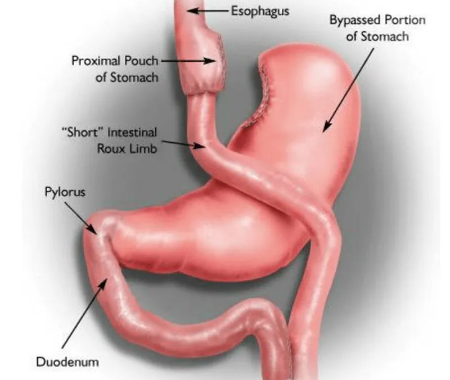 Esophagus
Bypassed Portion
of Stomach
Proximal Pouch
of Stomach
“Short” Intestinal
Roux Limb
Pylorus
Duodenum